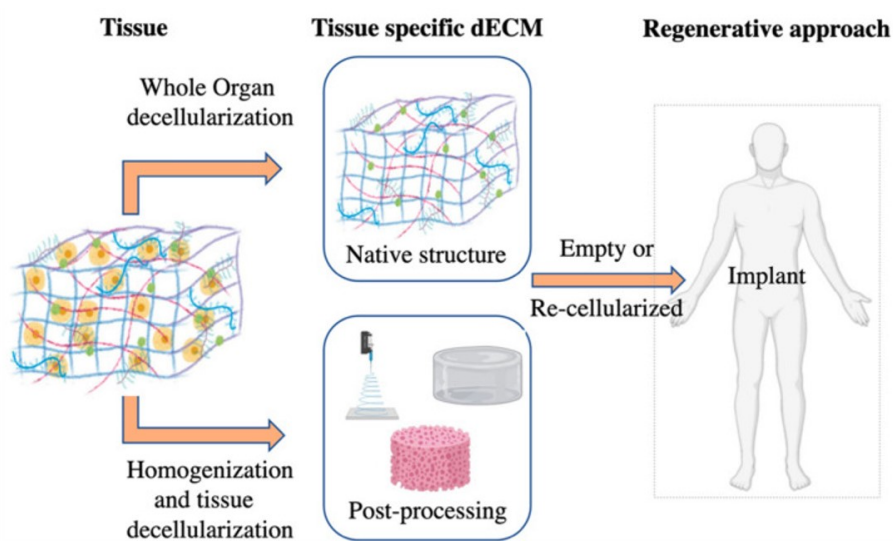 Tissue
Tissue specific dECM
Regenerative approach
Whole Organ
decellularization
Native structure
Empty or
Re-cellularized
Implant
Homogenization
and tissue
decellularization
Post-processing